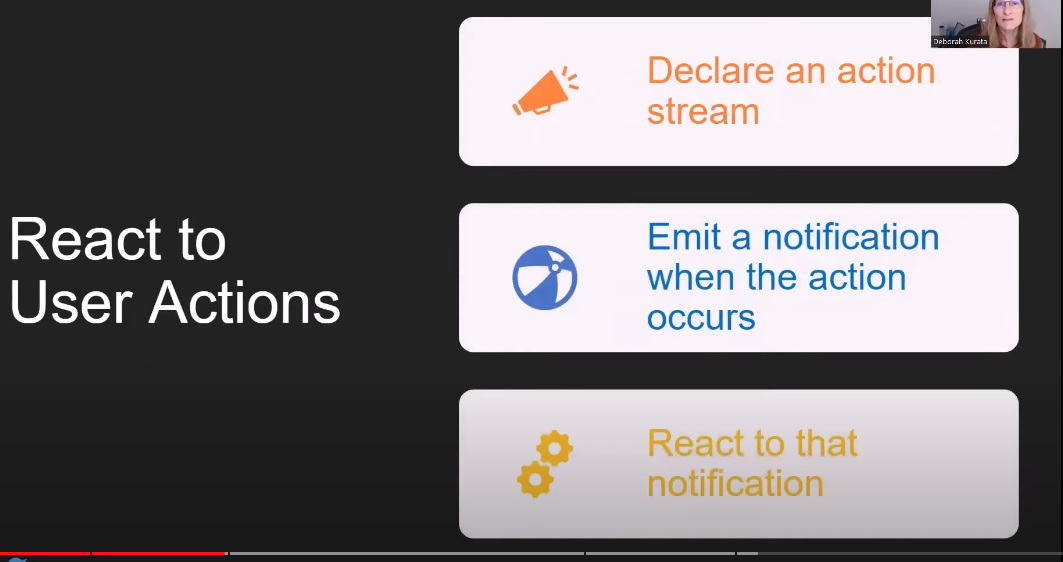 Deborah Kurata
Declare an action
stream
React to
User Actions
Emit a notification
when the action
occurs
React to that
notification